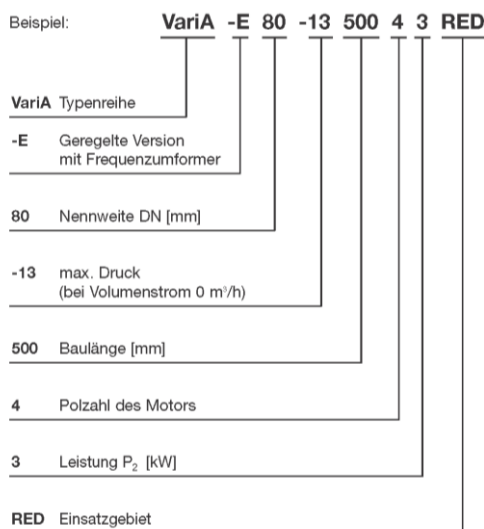 Beispiel: VariA -E 80 -13 500 4 3 RED
VariA Typenreihe
-E Geregelte Version
mit Frequenzumformer
80 Nennweite DN [mm]
-13 max. Druck
(bei Volumenstrom 0 m³/h)
500 Baulänge [mm]
4 Polzahl des Motors
3 Leistung P₂ [kW]
RED Einsatzgebiet